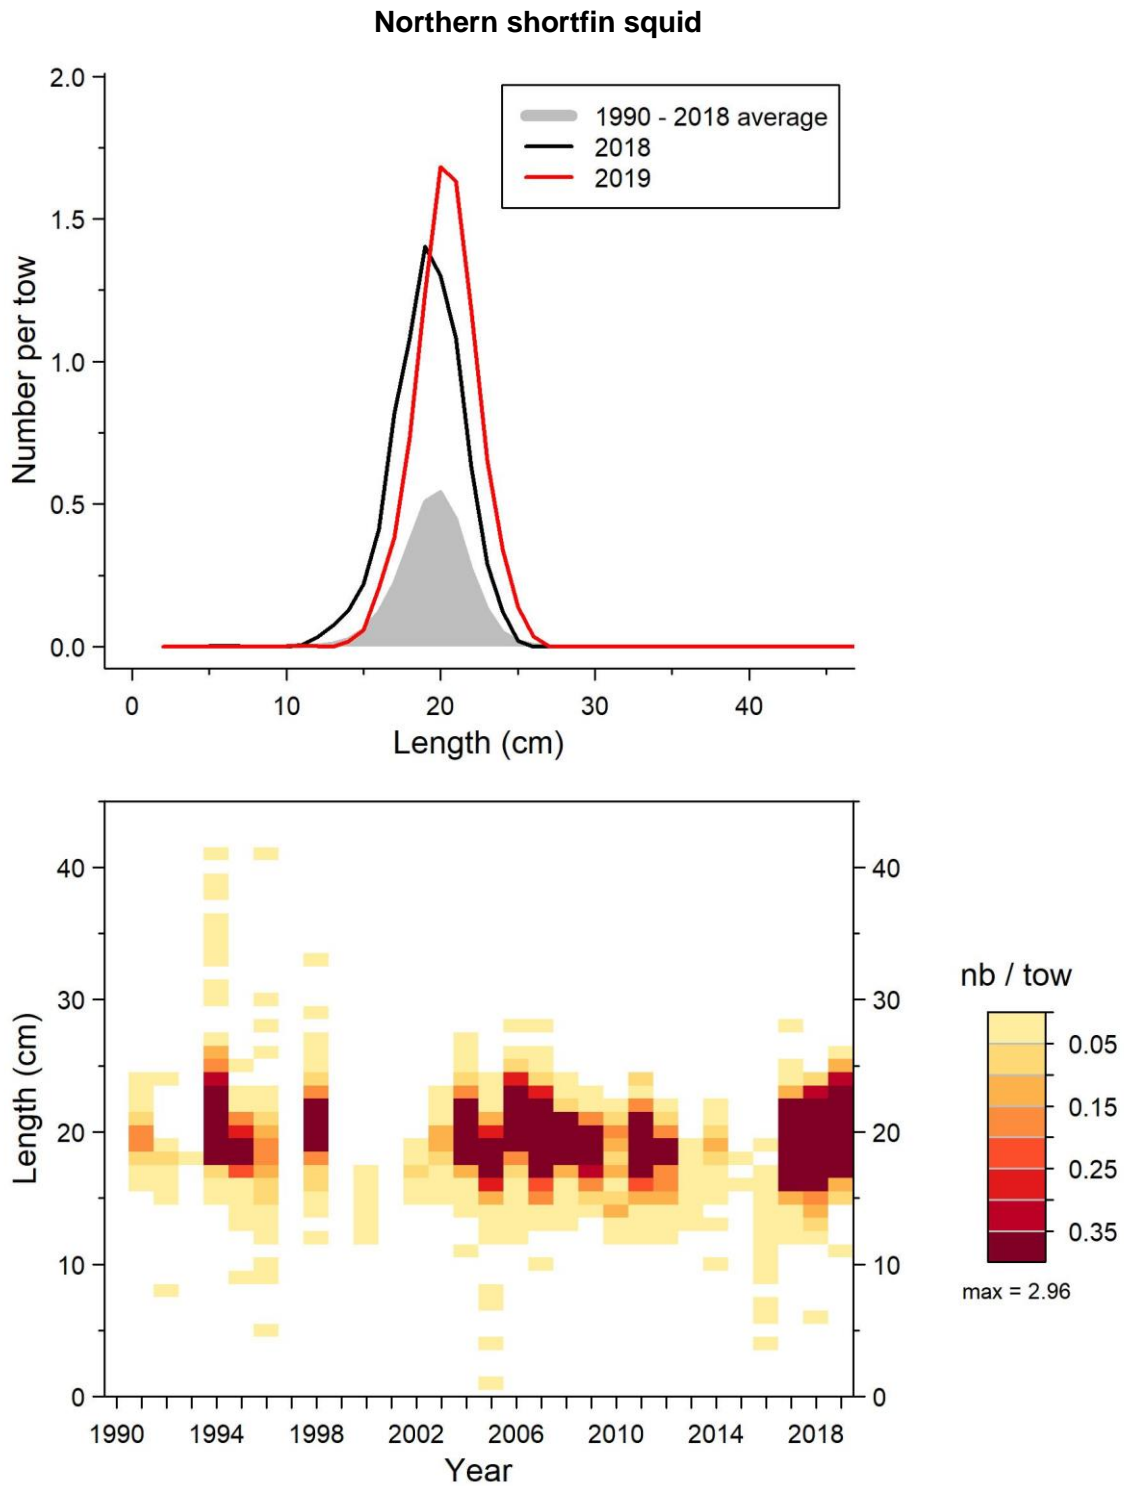 Northern shortfin squid
2.0
1.5
1.0
0.5
0.0
Number per tow
1990 - 2018 average
2018
2019
0 10 20 30 40
Length (cm)
40
30
20
10
0
Length (cm)
40
30
20
10
0
1990 1994 1998 2002 2006 2010 2014 2018
Year
nb / tow
0.05
0.15
0.25
0.35
max = 2.96